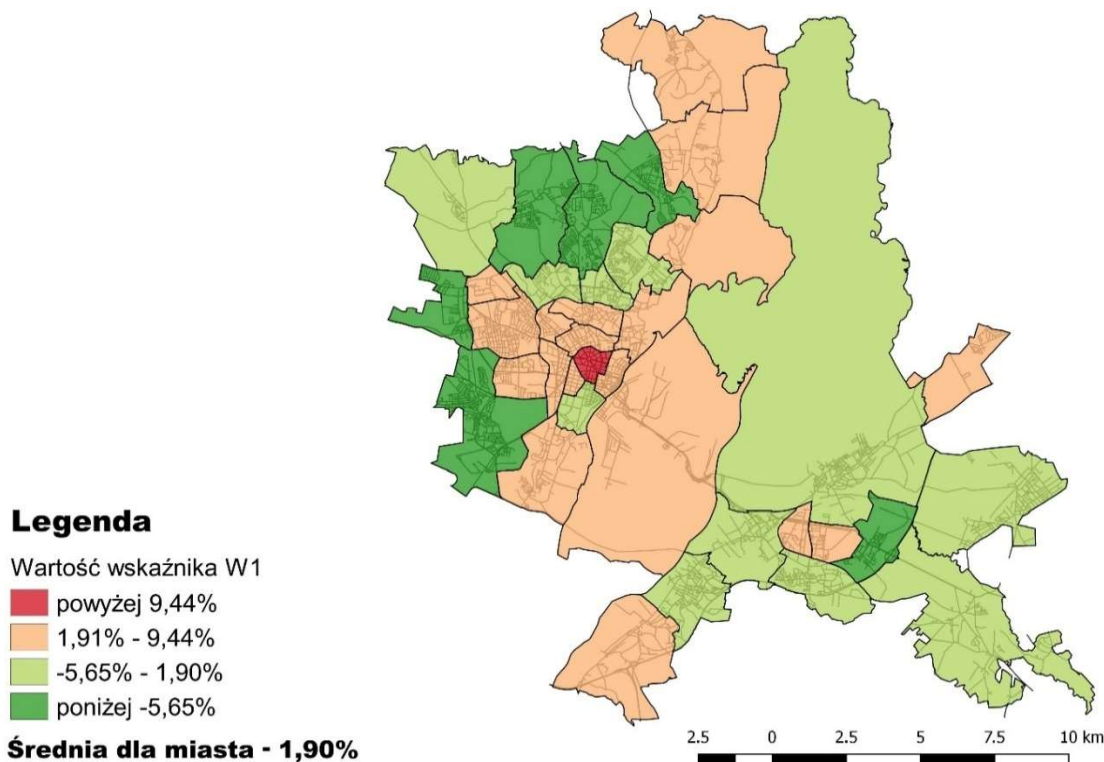 Legenda
Wartość wskaźnika W1
powyżej 9,44%
1,91% - 9,44%
-5,65% - 1,90%
poniżej -5,65%
Średnia dla miasta - 1,90%
2.5 0 2.5 5 7.5 10 km